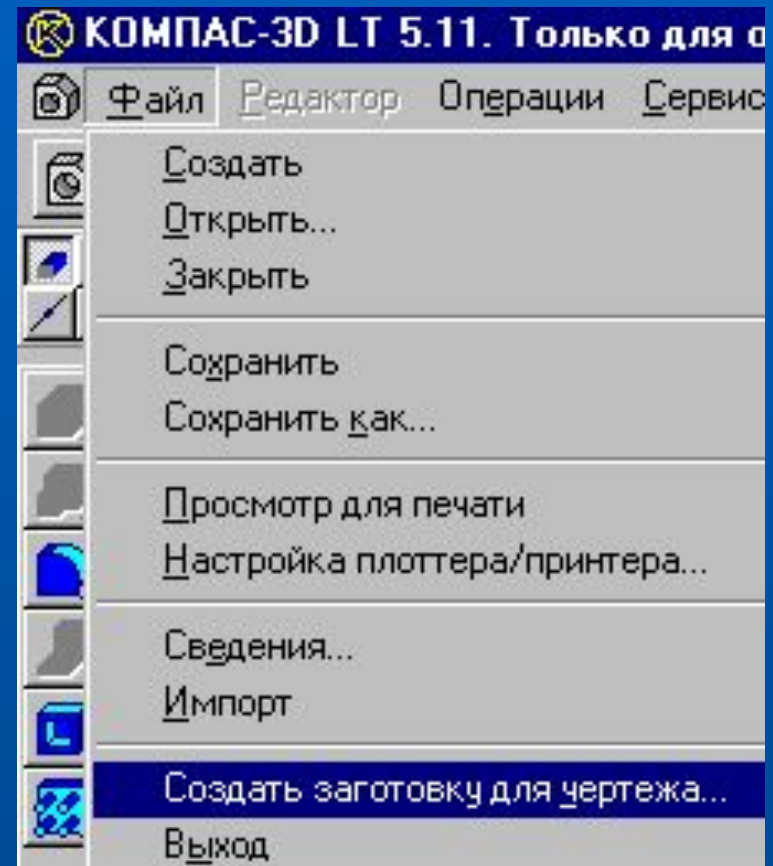 КОМПАС-3D LT 5.11. Только для о
Файл Редактор Операции Сервис
Создать
Открыть...
Закрыть
Сохранить
Сохранить как...
Просмотр для печати
Настройка плоттера/принтера...
Сведения...
Импорт
Создать заготовку для чертежа...
Выход